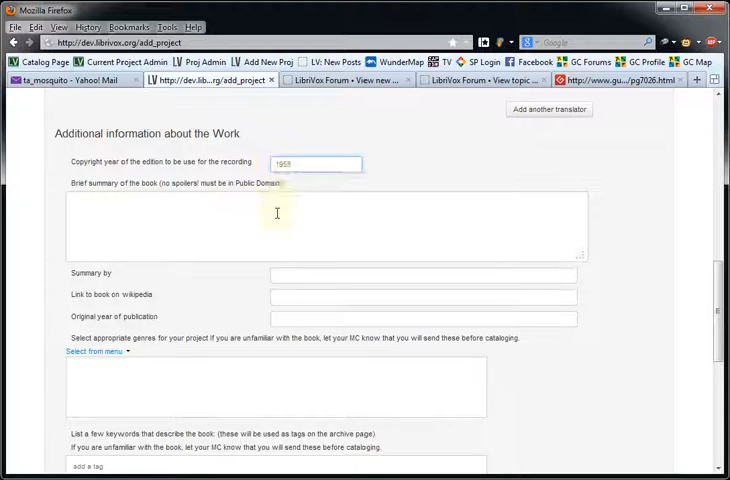 Mozilla Firefox
File Edit View History Bookmarks Tools Help
http://dev.librivox.org/add_project
Google
Catalog Page Current Project Admin Proj Admin Add New Proj LV: New Posts WunderMap TV SP Login GC Forums GC Profile GC Map
ta_mosquito - Yahoo! Mail http://dev.lib...rg/add_project LibriVox Forum • View new ... LibriVox Forum • View topic ... http://www.gu...pg7026.html
Add another translator
Additional information about the Work
Copyright year of the edition to be use for the recording
Brief summary of the book (no spoilers! must be in Public Domain)
Summary by
Link to book on wikipedia
Original year of publication
Select appropriate genres for your project If you are unfamiliar with the book, let your MC know that you will send these before cataloging.
Select from menu
List a few keywords that describe the book: (these will be used as tags on the archive page)
If you are unfamiliar with the book, let your MC know that you will send these before cataloging.
add a tag